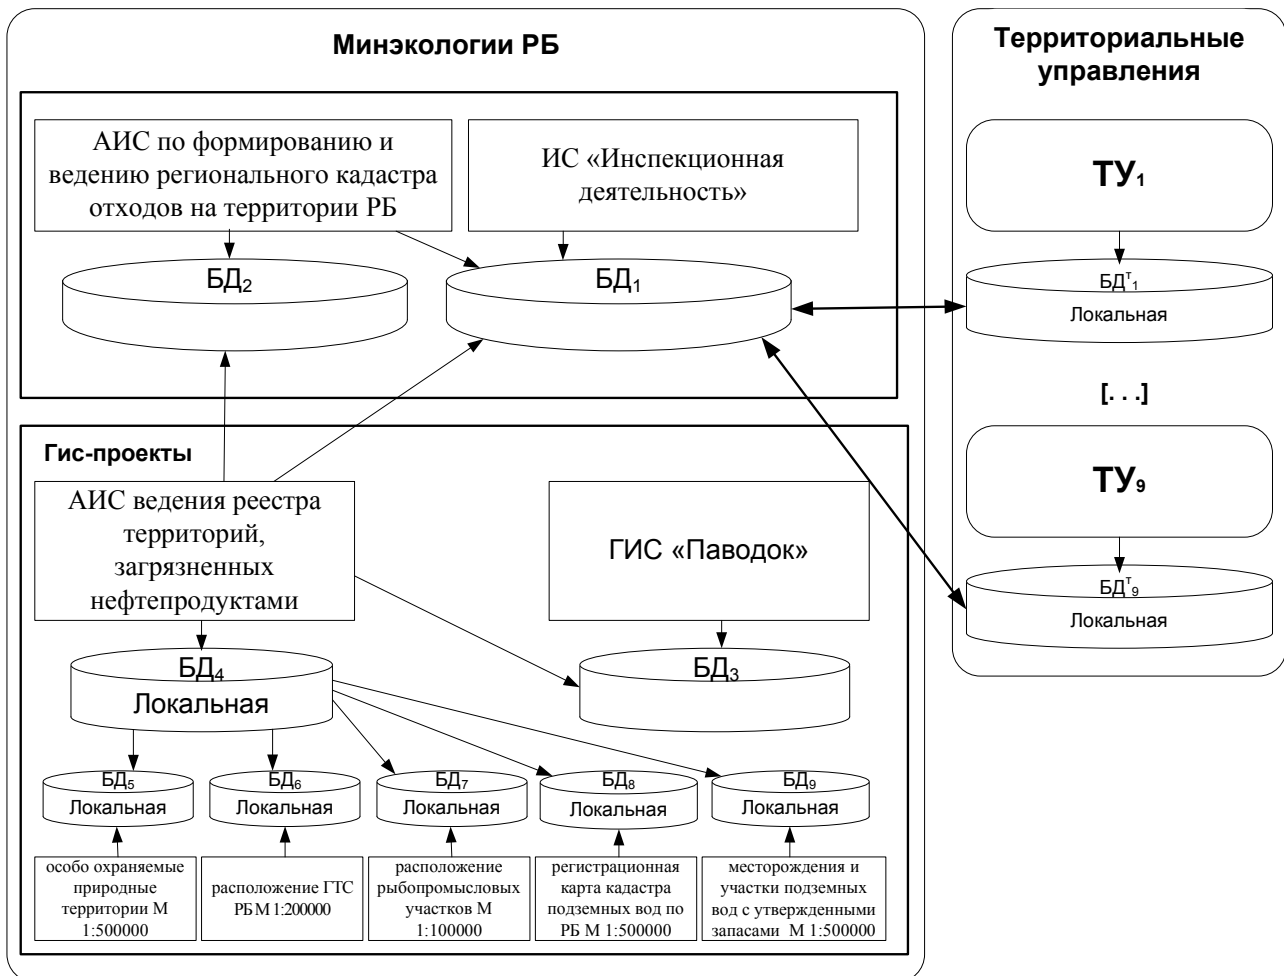 Минэкологии РБ
АИС по формированию и
ведению регионального кадастра
отходов на территории РБ
ИС «Инспекционная
деятельность»
БД₂
БД₁
Гис-проекты
АИС ведения реестра
территорий,
загрязненных
нефтепродуктами
ГИС «Паводок»
БД₄
Локальная
БД₃
БД₅
Локальная
БД₆
Локальная
БД₇
Локальная
БД₈
Локальная
БД₉
Локальная
особо охраняемые
природные
территории М
1:500000
расположение ГТС
РБ М 1:200000
расположение
рыбопромысловых
участков М
1:100000
регистрационная
карта кадастра
подземных вод по
РБ М 1:500000
месторождения и
участки подземных
вод с утвержденными
запасами М 1:500000
Территориальные
управления
ТУ₁
БДᵀ₁
Локальная
[. . .]
ТУ₉
БДᵀ₉
Локальная